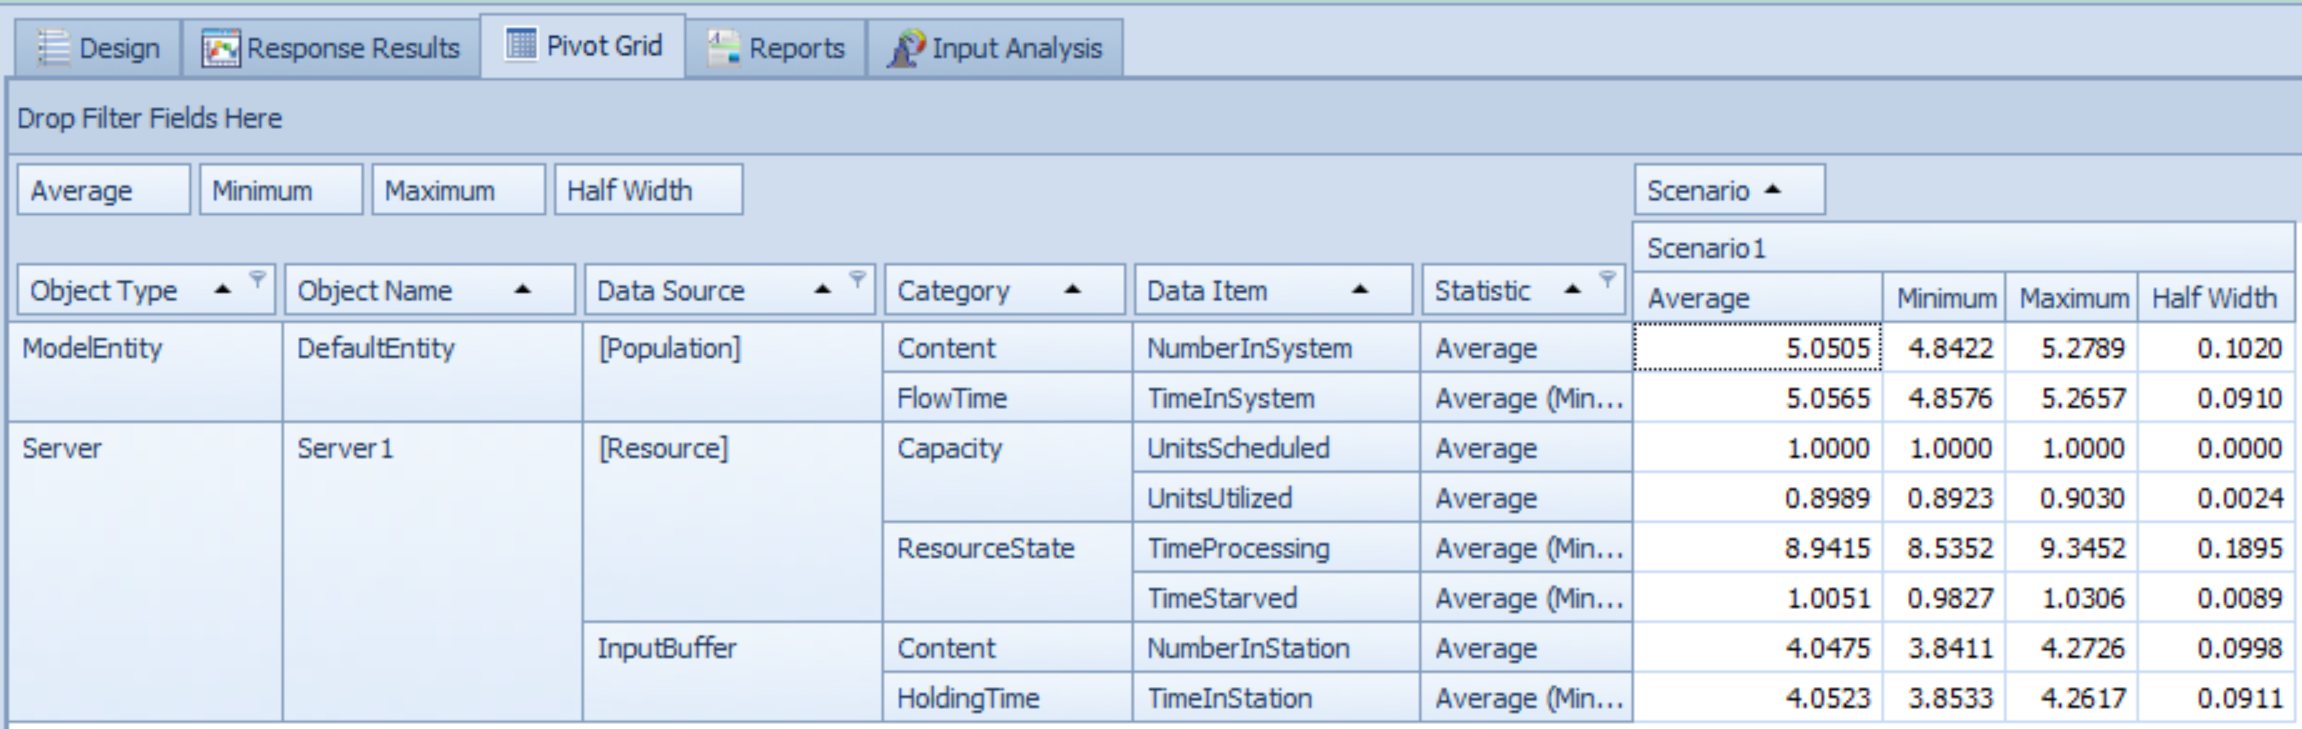 Design Response Results Pivot Grid Reports Input Analysis
Drop Filter Fields Here
Average Minimum Maximum Half Width Scenario
Scenario1
Object Type Object Name Data Source Category Data Item Statistic Average Minimum Maximum Half Width
ModelEntity DefaultEntity [Population] Content NumberInSystem Average 5.0505 4.8422 5.2789 0.1020
FlowTime TimeInSystem Average (Min... 5.0565 4.8576 5.2657 0.0910
Server Server1 [Resource] Capacity UnitsScheduled Average 1.0000 1.0000 1.0000 0.0000
UnitsUtilized Average 0.8989 0.8923 0.9030 0.0024
ResourceState TimeProcessing Average (Min... 8.9415 8.5352 9.3452 0.1895
TimeStarved Average (Min... 1.0051 0.9827 1.0306 0.0089
InputBuffer Content NumberInStation Average 4.0475 3.8411 4.2726 0.0998
HoldingTime TimeInStation Average (Min... 4.0523 3.8533 4.2617 0.0911